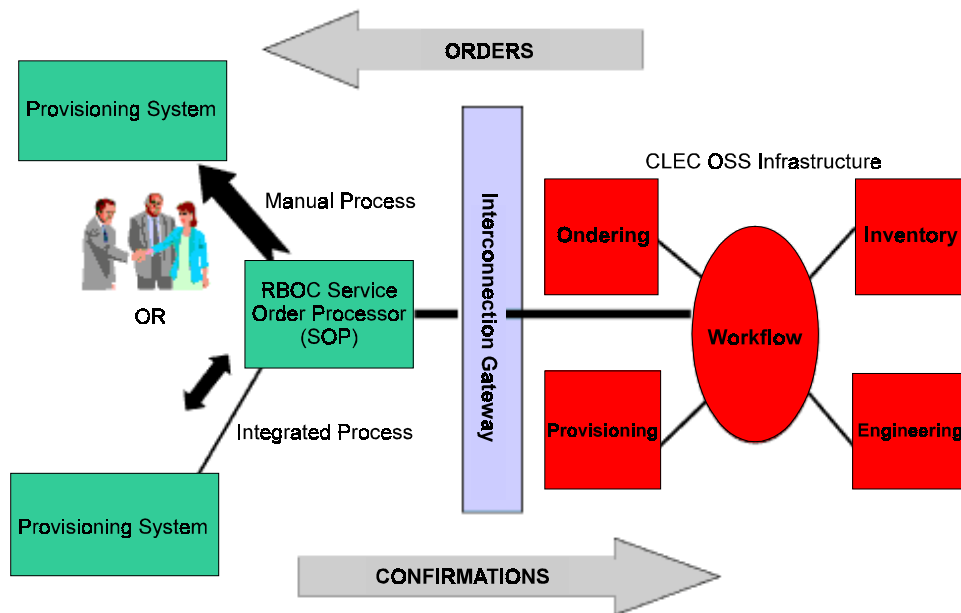 ORDERS
Provisioning System
CLEC OSS Infrastructure
Manual Process
Ondering
Inventory
Interconnection Gateway
RBOC Service
Order Processor
(SOP)
OR
Workflow
Integrated Process
Provisioning
Engineering
Provisioning System
CONFIRMATIONS